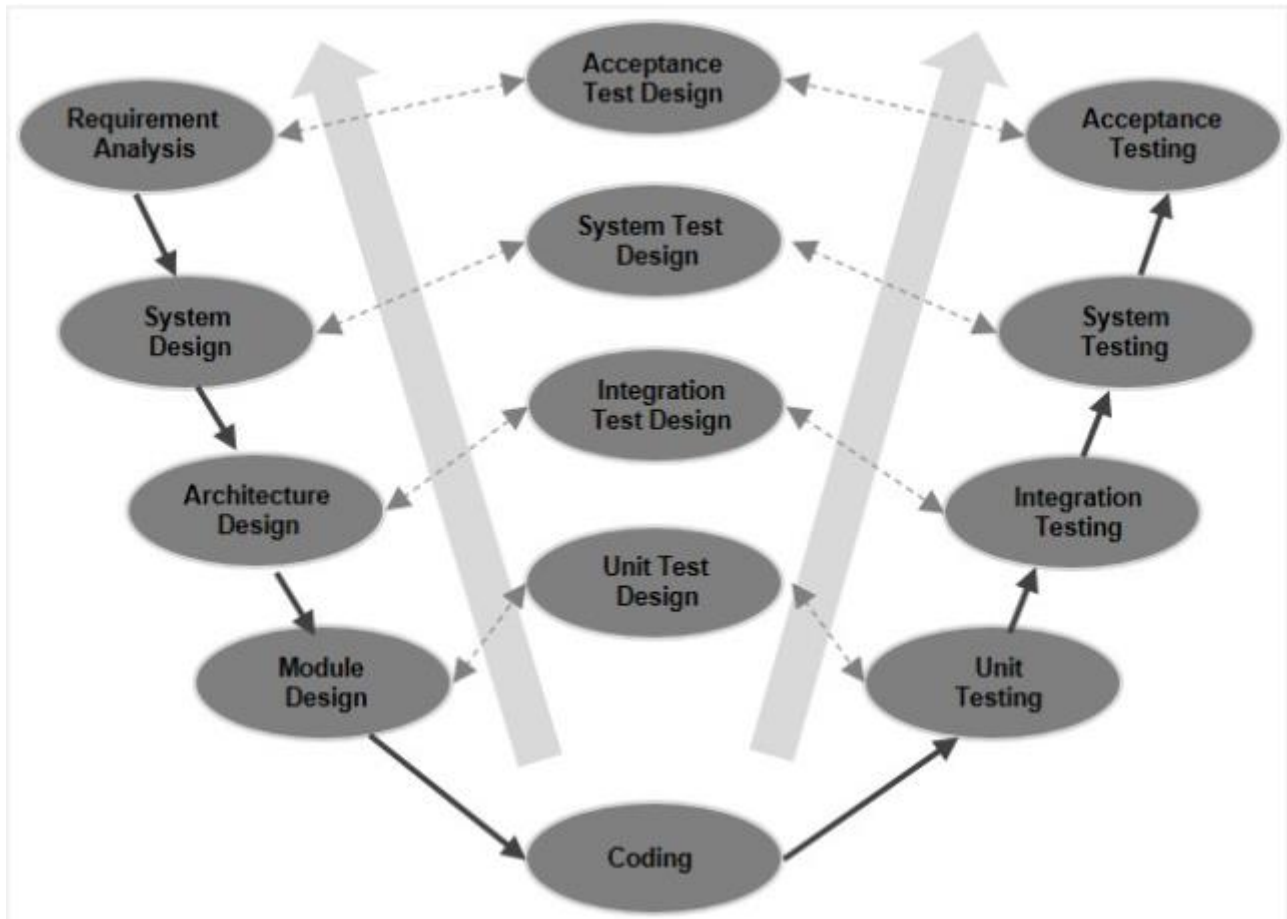 Acceptance
Test Design
Requirement
Analysis
Acceptance
Testing
System Test
Design
System
Design
System
Testing
Integration
Test Design
Architecture
Design
Integration
Testing
Unit Test
Design
Module
Design
Unit
Testing
Coding